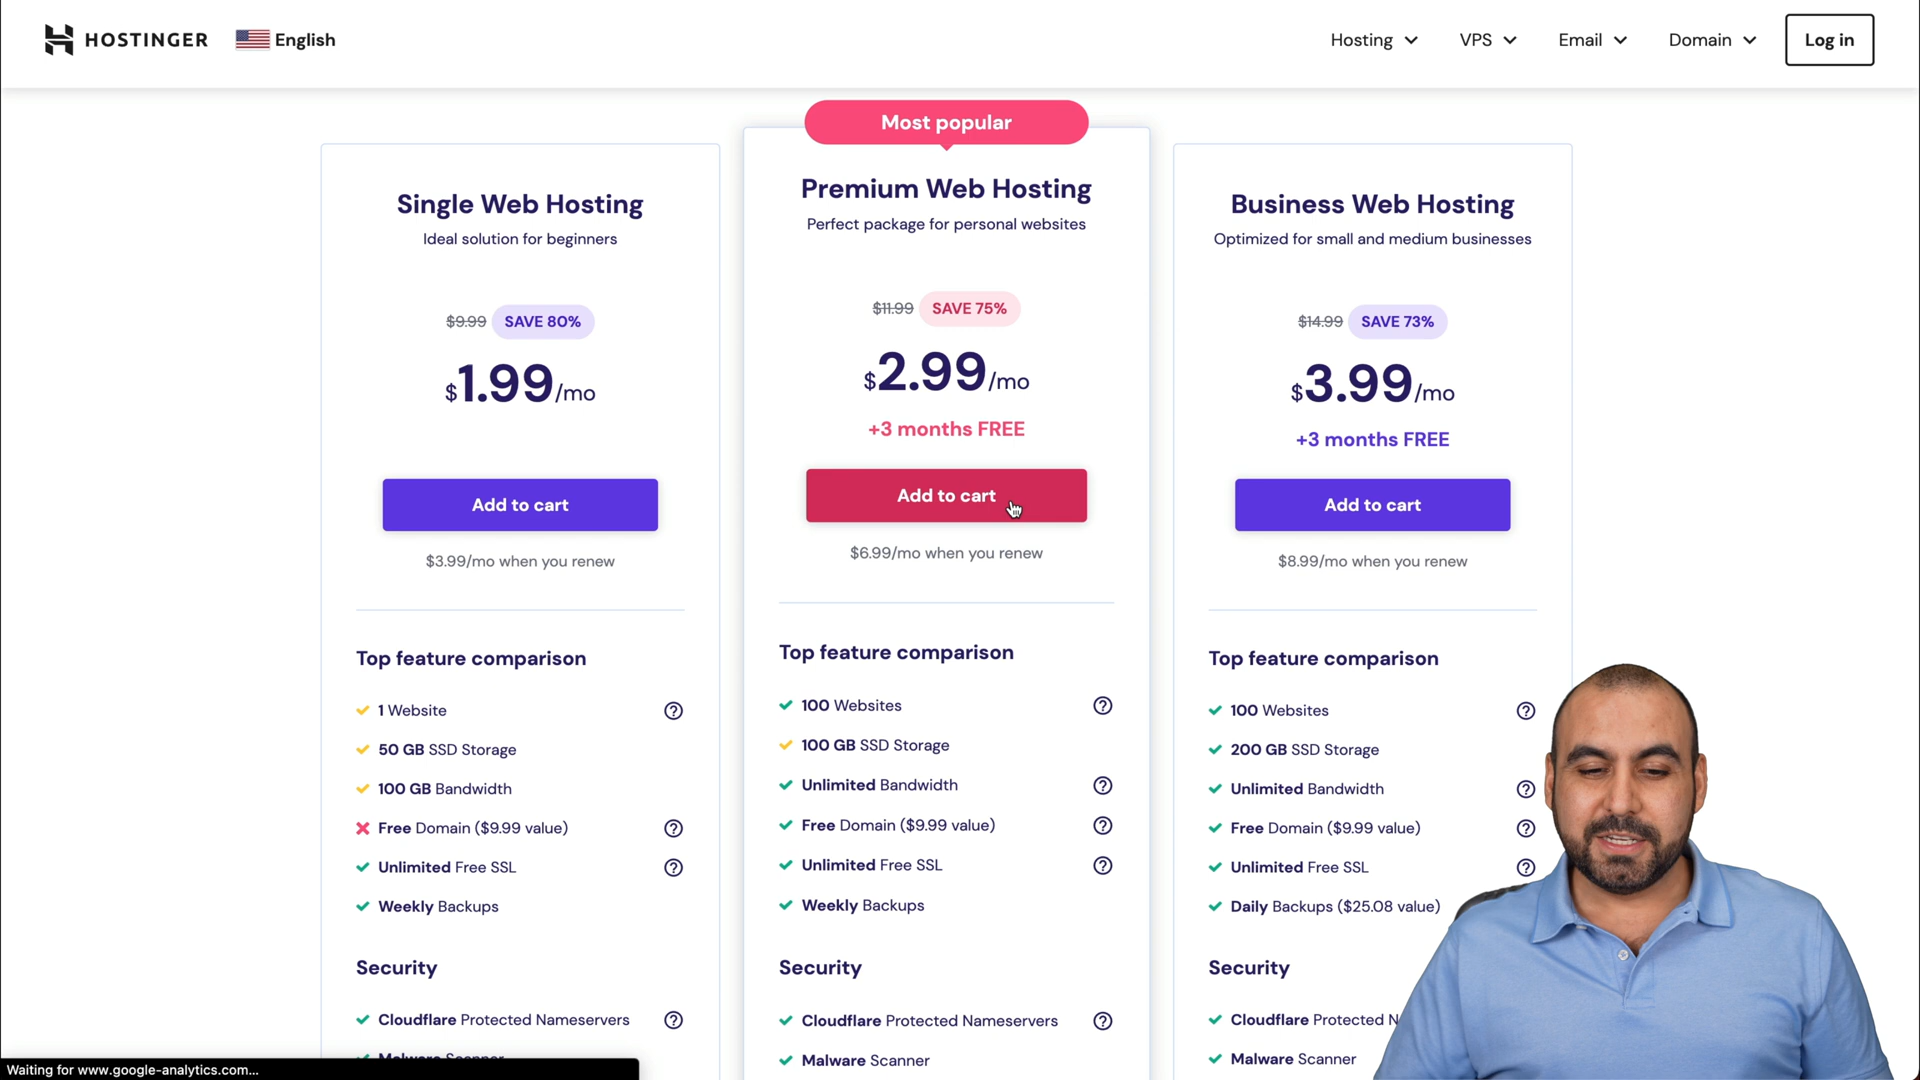 HOSTINGER
English
Hosting
VPS
Email
Domain
Log in
Most popular
Single Web Hosting
Ideal solution for beginners
$9.99 SAVE 80%
$1.99/mo
Add to cart
$3.99/mo when you renew
Top feature comparison
1 Website
50 GB SSD Storage
100 GB Bandwidth
Free Domain ($9.99 value)
Unlimited Free SSL
Weekly Backups
Security
Cloudflare Protected Nameservers
Malware Scanner
Premium Web Hosting
Perfect package for personal websites
$11.99 SAVE 75%
$2.99/mo
+3 months FREE
Add to cart
$6.99/mo when you renew
Top feature comparison
100 Websites
100 GB SSD Storage
Unlimited Bandwidth
Free Domain ($9.99 value)
Unlimited Free SSL
Weekly Backups
Security
Cloudflare Protected Nameservers
Malware Scanner
Business Web Hosting
Optimized for small and medium businesses
$14.99 SAVE 73%
$3.99/mo
+3 months FREE
Add to cart
$8.99/mo when you renew
Top feature comparison
100 Websites
200 GB SSD Storage
Unlimited Bandwidth
Free Domain ($9.99 value)
Unlimited Free SSL
Daily Backups ($25.08 value)
Security
Cloudflare Protected N
Malware Scanner
Waiting for www.google-analytics.com...